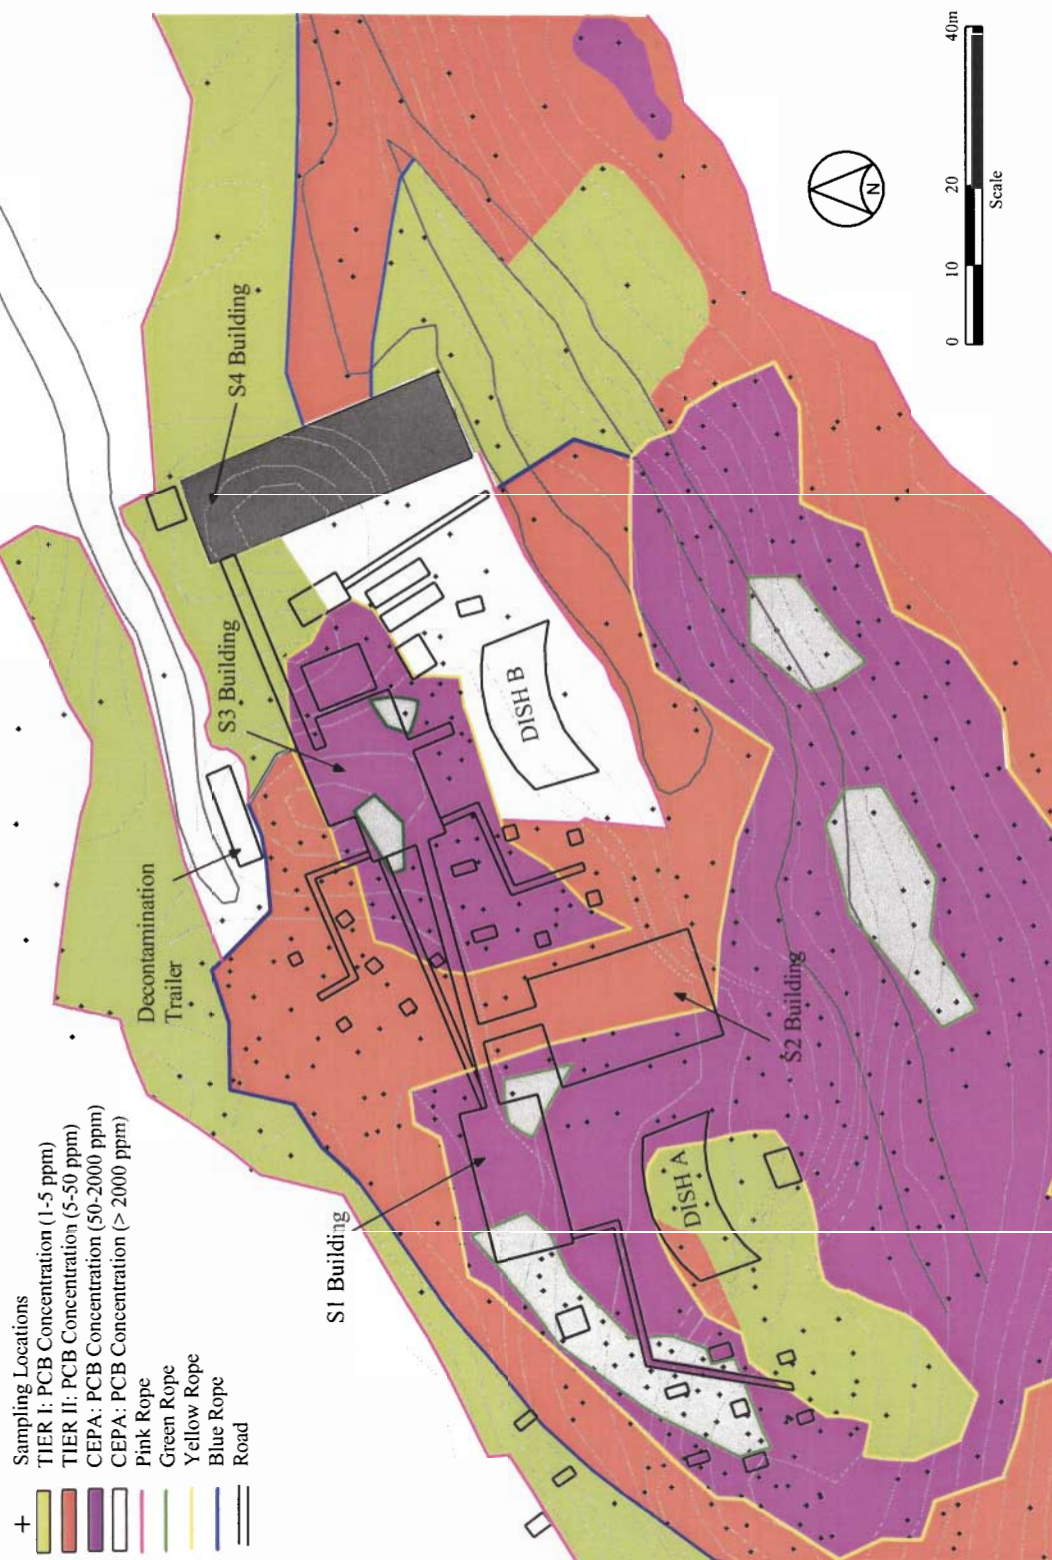 + Sampling Locations
TIER I: PCB Concentration (1-5 ppm)
TIER II: PCB Concentration (5-50 ppm)
CEPA: PCB Concentration (50-2000 ppm)
CEPA: PCB Concentration (> 2000 ppm)
Pink Rope
Green Rope
Yellow Rope
Blue Rope
Road
S1 Building
Decontamination
Trailer
S3 Building
S4 Building
DISH A
S2 Building
DISH B
N
0 10 20 40m
Scale